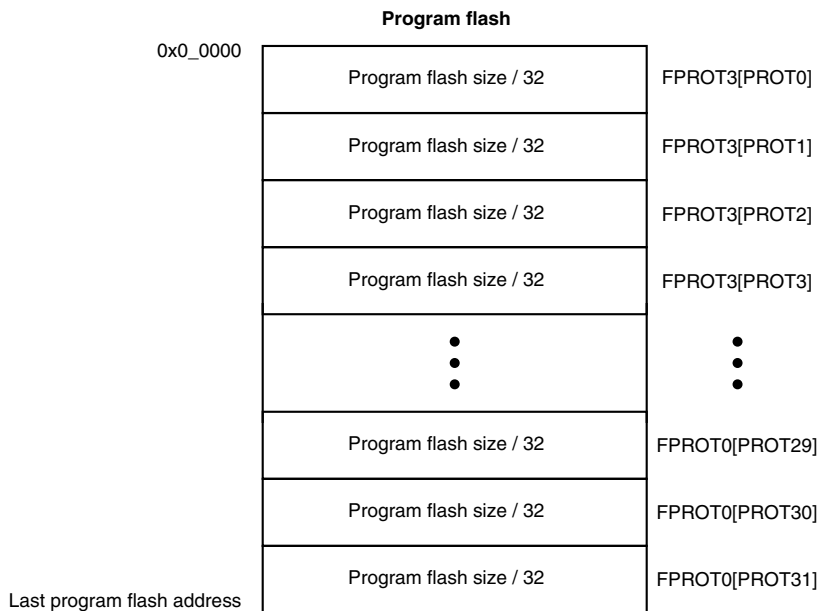 Program flash
0x0_0000
Program flash size / 32 FPROT3[PROT0]
Program flash size / 32 FPROT3[PROT1]
Program flash size / 32 FPROT3[PROT2]
Program flash size / 32 FPROT3[PROT3]
Program flash size / 32 FPROT0[PROT29]
Program flash size / 32 FPROT0[PROT30]
Program flash size / 32 FPROT0[PROT31]
Last program flash address